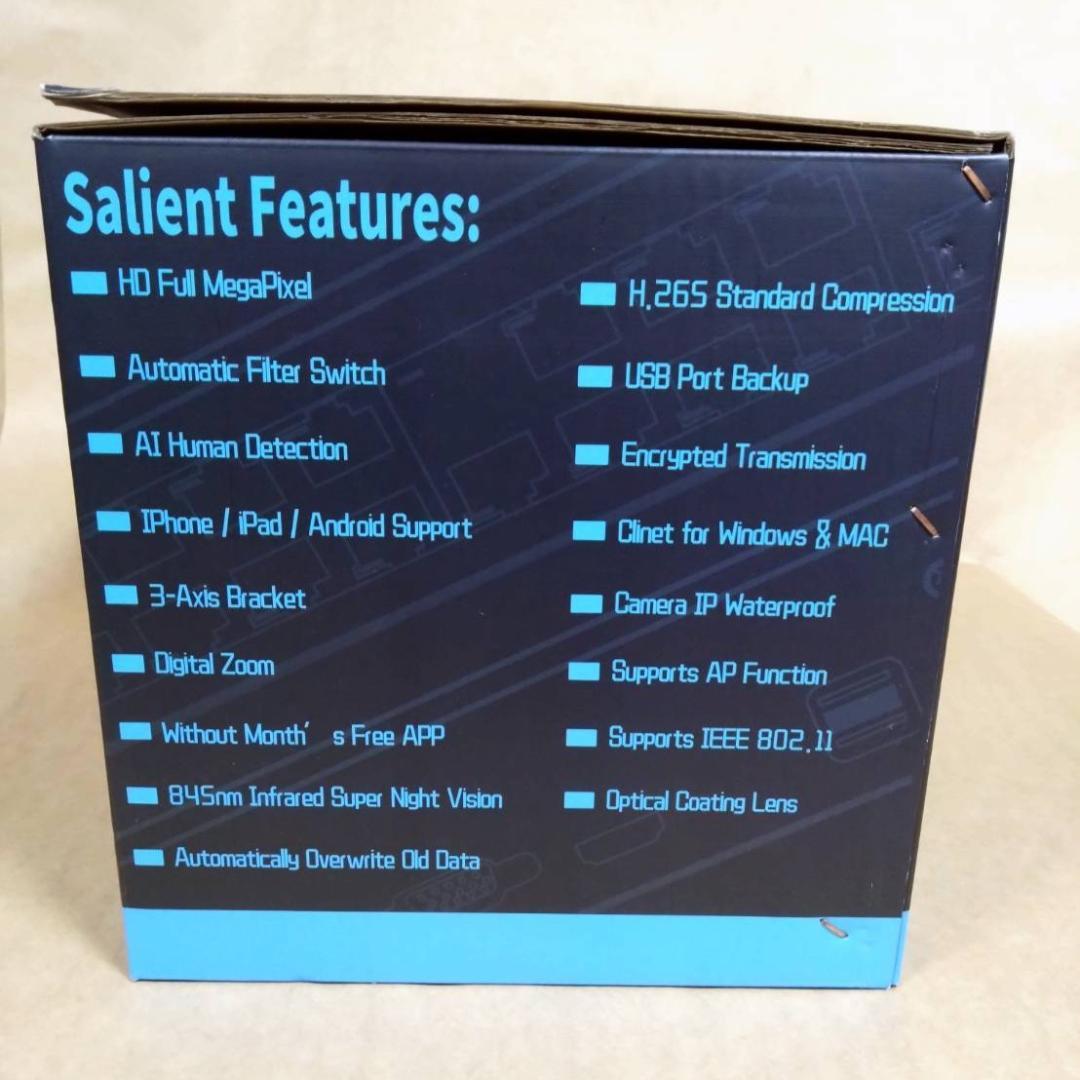 Salient Features:
HD Full MegaPixel
Automatic Filter Switch
AI Human Detection
IPhone / iPad / Android Support
3-Axis Bracket
Digital Zoom
Without Month' s Free APP
845nm Infrared Super Night Vision
Automatically Overwrite Old Data
H.265 Standard Compression
USB Port Backup
Encrypted Transmission
Clinet for Windows & MAC
Camera IP Waterproof
Supports AP Function
Supports IEEE 802.11
Optical Coating Lens